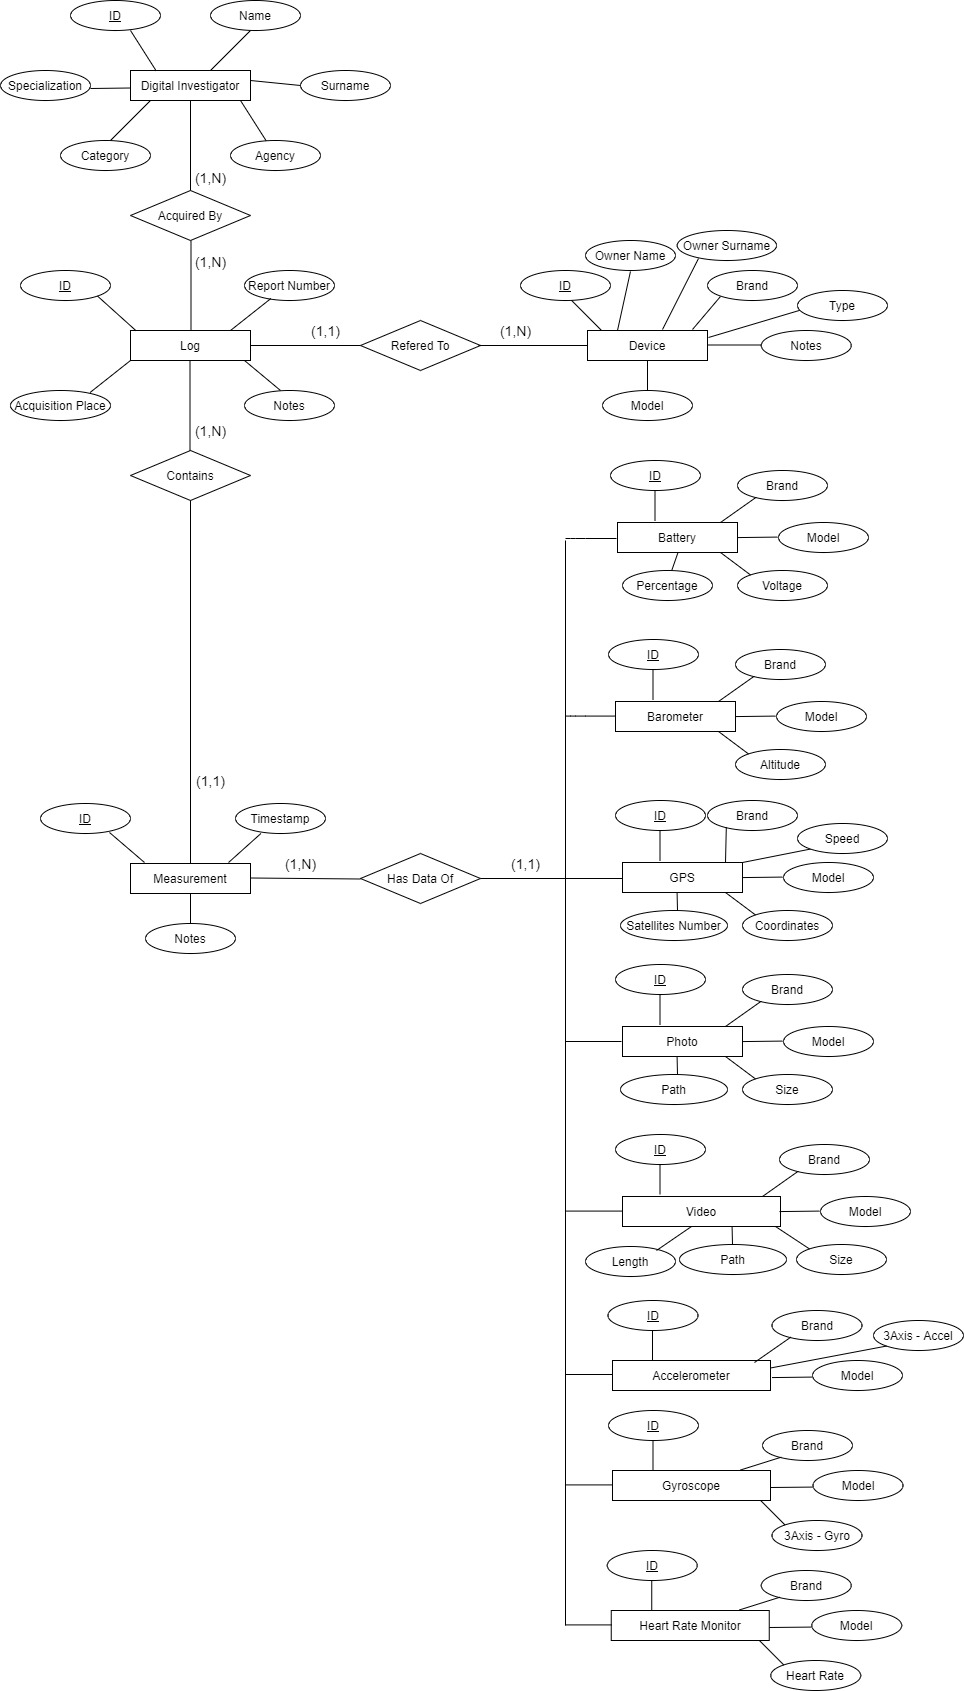 ID
Name
Specialization
Digital Investigator
Surname
Category
Agency
(1,N)
Acquired By
(1,N)
ID
Report Number
Log
Acquisition Place
Notes
(1,1)
Refered To
(1,N)
Owner Name
Owner Surname
ID
Brand
Type
Device
Notes
Model
(1,N)
Contains
(1,1)
ID
Timestamp
Measurement
Notes
(1,N)
Has Data Of
(1,1)
ID
Brand
Battery
Model
Percentage
Voltage
ID
Brand
Barometer
Model
Altitude
ID
Brand
Speed
GPS
Model
Satellites Number
Coordinates
ID
Brand
Photo
Model
Path
Size
ID
Brand
Video
Model
Length
Path
Size
ID
Brand
3Axis - Accel
Accelerometer
Model
ID
Brand
Gyroscope
Model
3Axis - Gyro
ID
Brand
Heart Rate Monitor
Model
Heart Rate